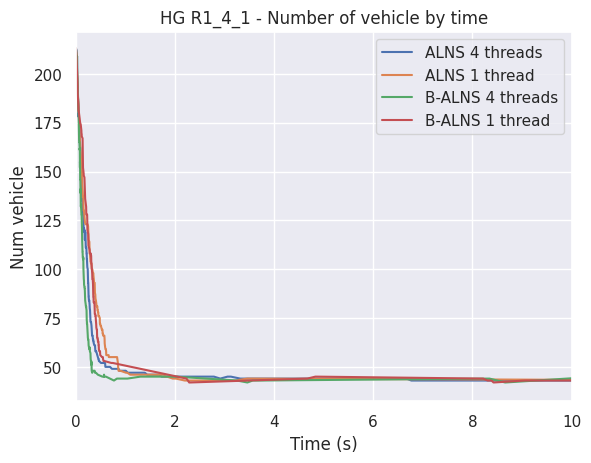 HG R1_4_1 - Number of vehicle by time
ALNS 4 threads
ALNS 1 thread
B-ALNS 4 threads
B-ALNS 1 thread
Num vehicle
200
175
150
125
100
75
50
0 2 4 6 8 10
Time (s)